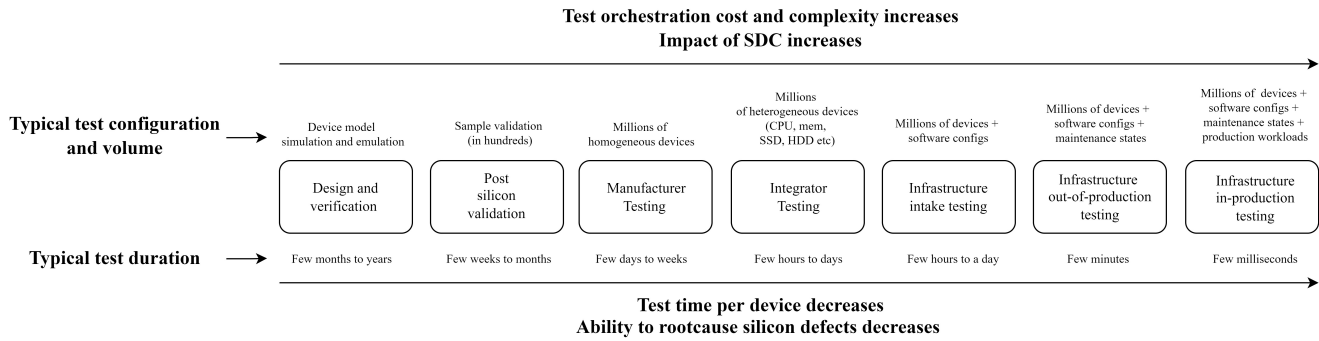 Test orchestration cost and complexity increases
Impact of SDC increases
Typical test configuration
and volume
Device model
simulation and emulation
Sample validation
(in hundreds)
Millions of
homogeneous devices
Millions
of heterogeneous devices
(CPU, mem,
SSD, HDD etc)
Millions of devices +
software configs
Millions of devices +
software configs +
maintenance states
Millions of devices +
software configs +
maintenance states +
production workloads
Design and
verification
Post
silicon
validation
Manufacturer
Testing
Integrator
Testing
Infrastructure
intake testing
Infrastructure
out-of-production
testing
Infrastructure
in-production
testing
Typical test duration
Few months to years
Few weeks to months
Few days to weeks
Few hours to days
Few hours to a day
Few minutes
Few milliseconds
Test time per device decreases
Ability to rootcause silicon defects decreases